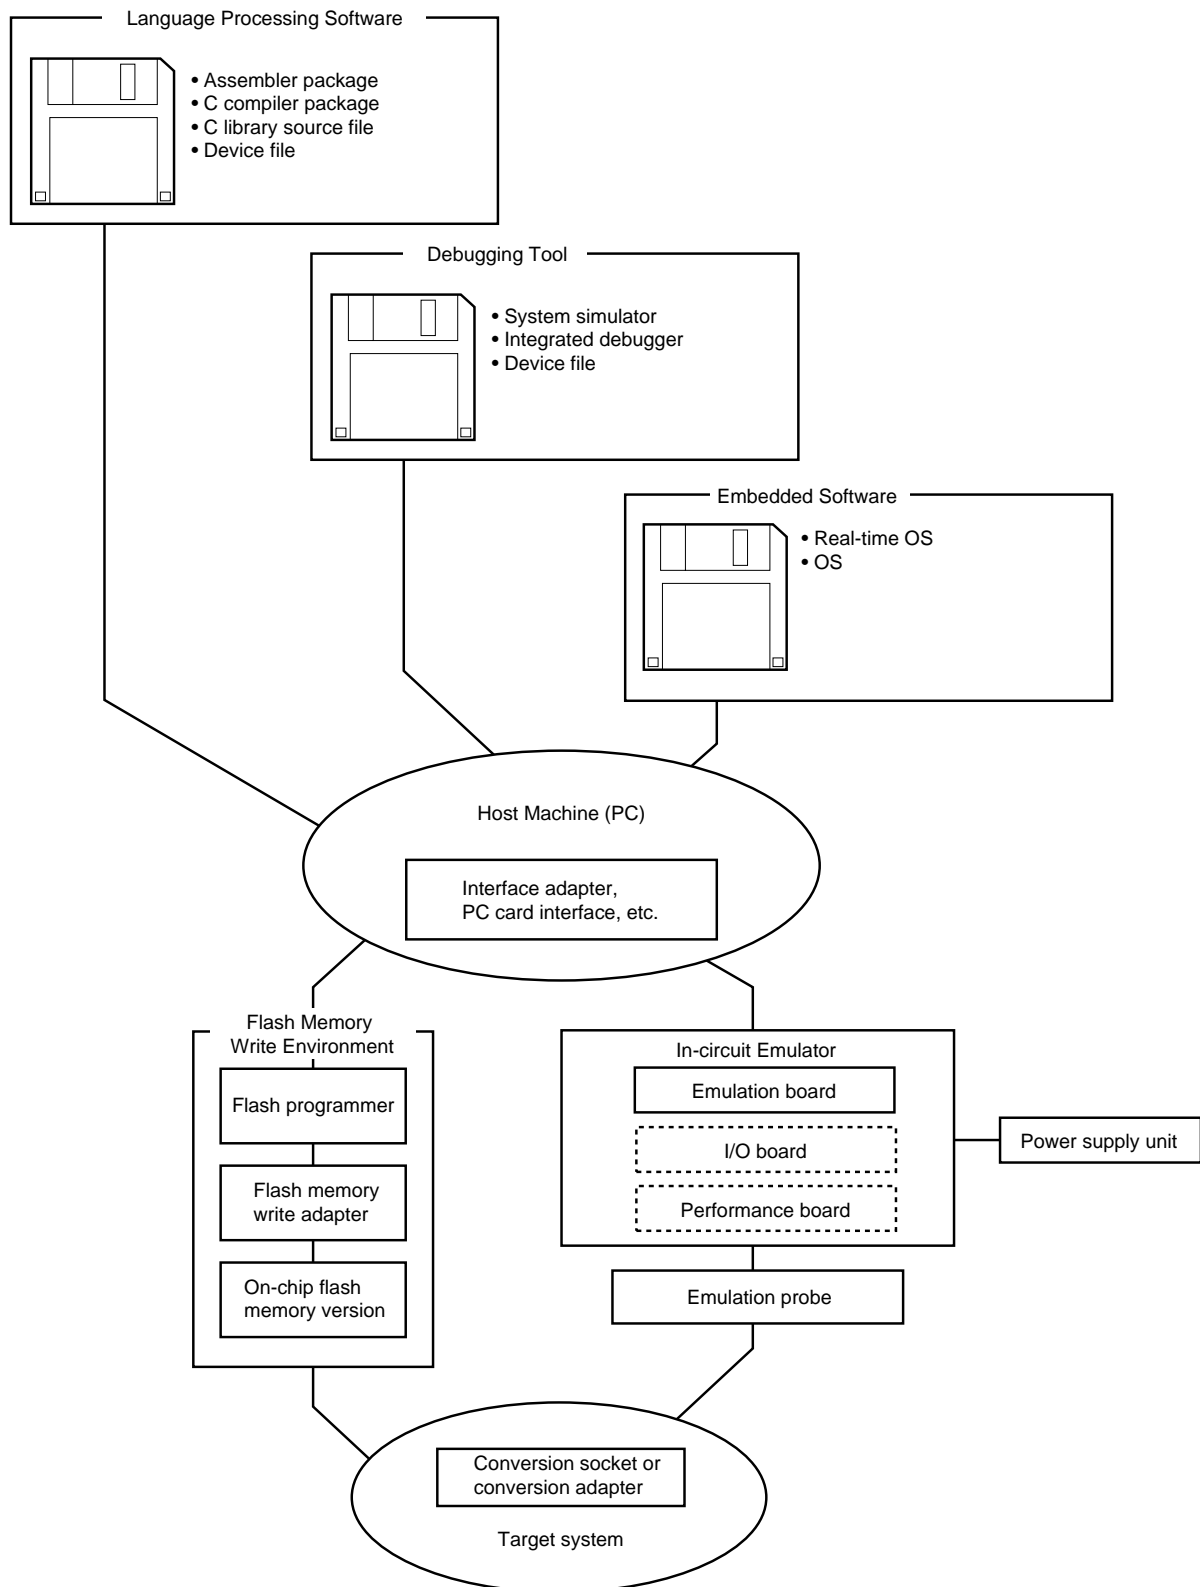 Language Processing Software
• Assembler package
• C compiler package
• C library source file
• Device file
Debugging Tool
• System simulator
• Integrated debugger
• Device file
Embedded Software
• Real-time OS
• OS
Host Machine (PC)
Interface adapter,
PC card interface, etc.
Flash Memory
Write Environment
Flash programmer
Flash memory
write adapter
On-chip flash
memory version
In-circuit Emulator
Emulation board
I/O board
Performance board
Power supply unit
Emulation probe
Conversion socket or
conversion adapter
Target system